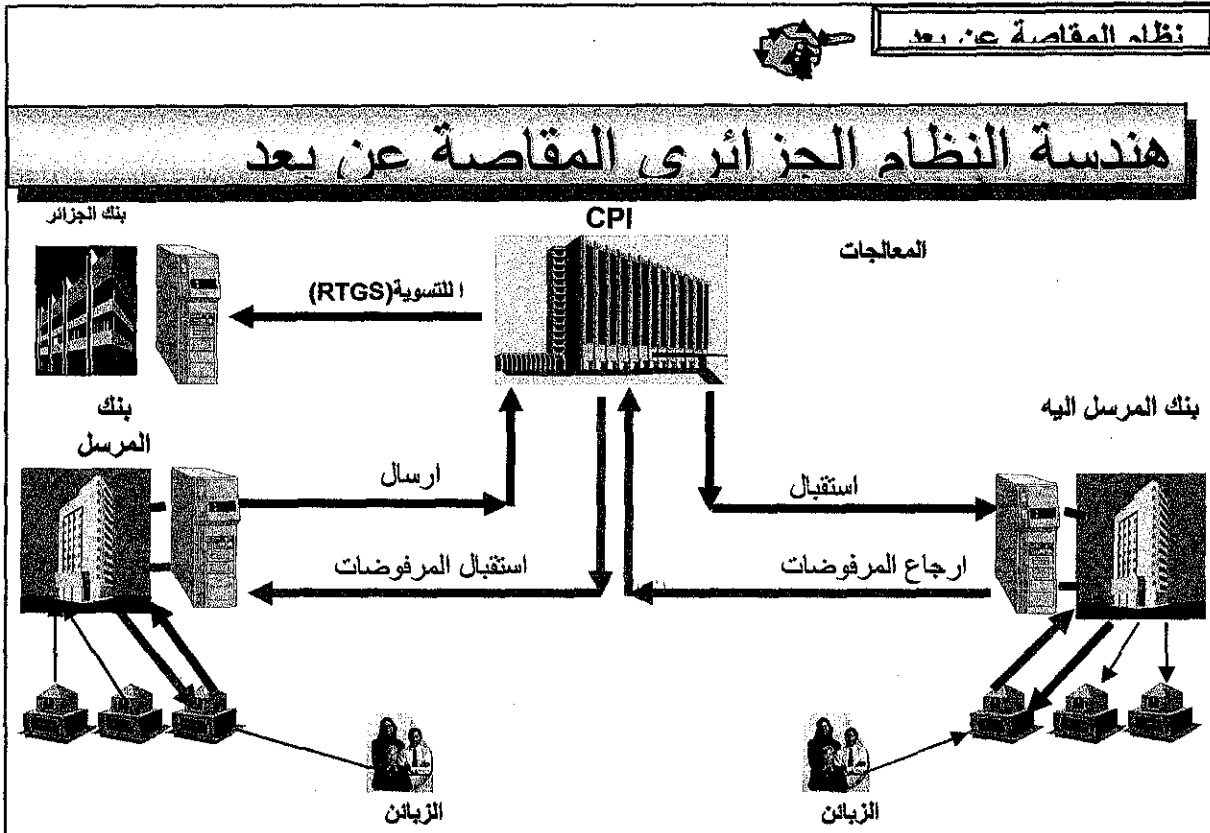 نظام المقاصة عن بعد
هندسة النظام الجزائري المقاصة عن بعد
بنك الجزائر
CPI
المعالجات
ا للتسوية(RTGS)
بنك
المرسل
بنك المرسل اليه
ارسال
استقبال
استقبال المرفوضات
ارجاع المرفوضات
الزبائن
الزبائن